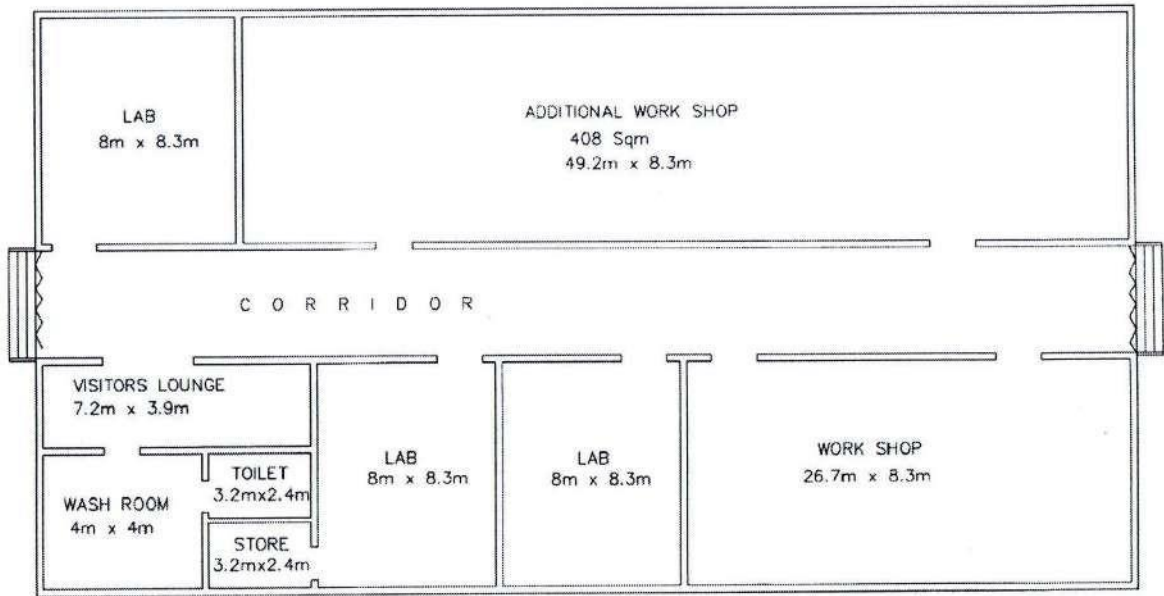 LAB
8m x 8.3m
ADDITIONAL WORK SHOP
408 Sqm
49.2m x 8.3m
C O R R I D O R
VISITORS LOUNGE
7.2m x 3.9m
LAB
8m x 8.3m
LAB
8m x 8.3m
WORK SHOP
26.7m x 8.3m
TOILET
3.2mx2.4m
WASH ROOM
4m x 4m
STORE
3.2mx2.4m